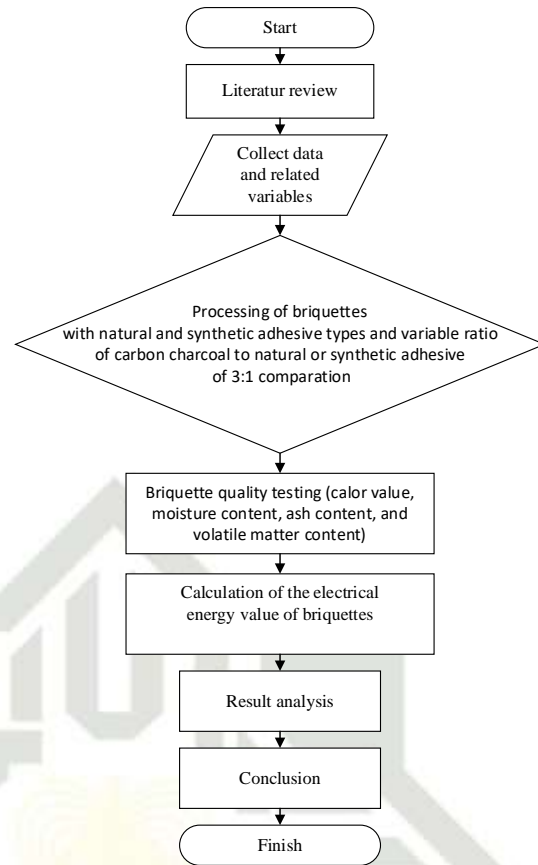 Start
Literatur review
Collect data
and related
variables
Processing of briquettes
with natural and synthetic adhesive types and variable ratio
of carbon charcoal to natural or synthetic adhesive
of 3:1 comparation
Briquette quality testing (calor value,
moisture content, ash content, and
volatile matter content)
Calculation of the electrical
energy value of briquettes
Result analysis
Conclusion
Finish